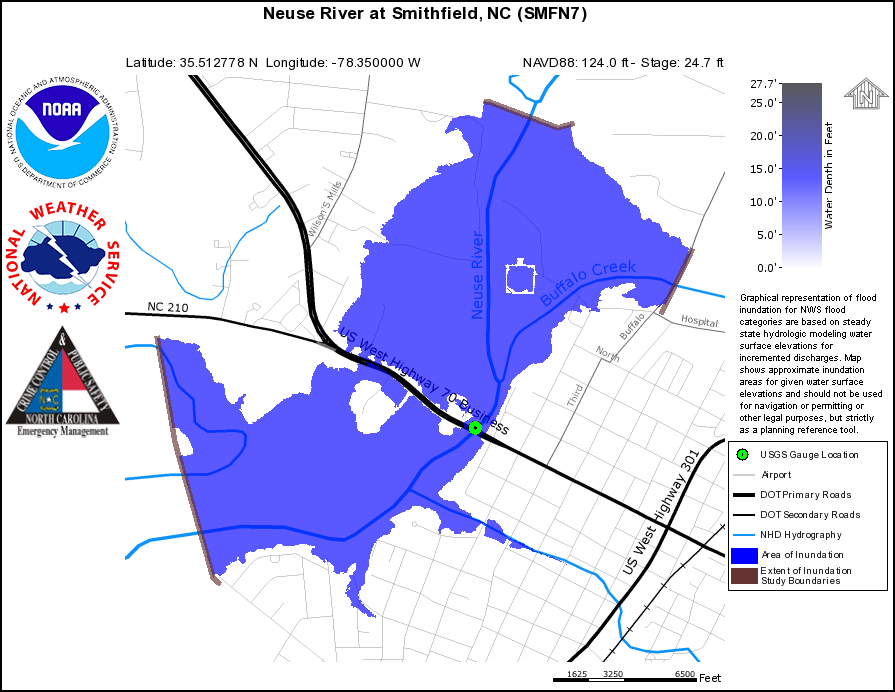 Neuse River at Smithfield, NC (SMFN7)
Latitude: 35.512778 N Longitude: -78.350000 W
NAVD88: 124.0 ft - Stage: 24.7 ft
NATIONAL OCEANIC AND ATMOSPHERIC ADMINISTRATION
NOAA
U.S. DEPARTMENT OF COMMERCE
NATIONAL WEATHER SERVICE
CRIME CONTROL & PUBLIC SAFETY
N C
NORTH CAROLINA
Emergency Management
Wilson'S Mills
NC 210
US West Highway 70-Business
Neuse River
Buffalo Creek
Buffalo
Hospital
North
Third
US West Highway 301
27.7'
25.0'
20.0'
15.0'
10.0'
5.0'
0.0'
Water Depth in Feet
N
Graphical representation of flood
inundation for NWS flood
categories are based on steady
state hydrologic modeling water
surface elevations for
incremented discharges. Map
shows approximate inundation
areas for given water surface
elevations and should not be used
for navigation or permitting or
other legal purposes, but strictly
as a planning reference tool.
USGS Gauge Location
Airport
DOT Primary Roads
DOT Secondary Roads
NHD Hydrography
Area of Inundation
Extent of Inundation
Study Boundaries
1625 3250 6500 Feet